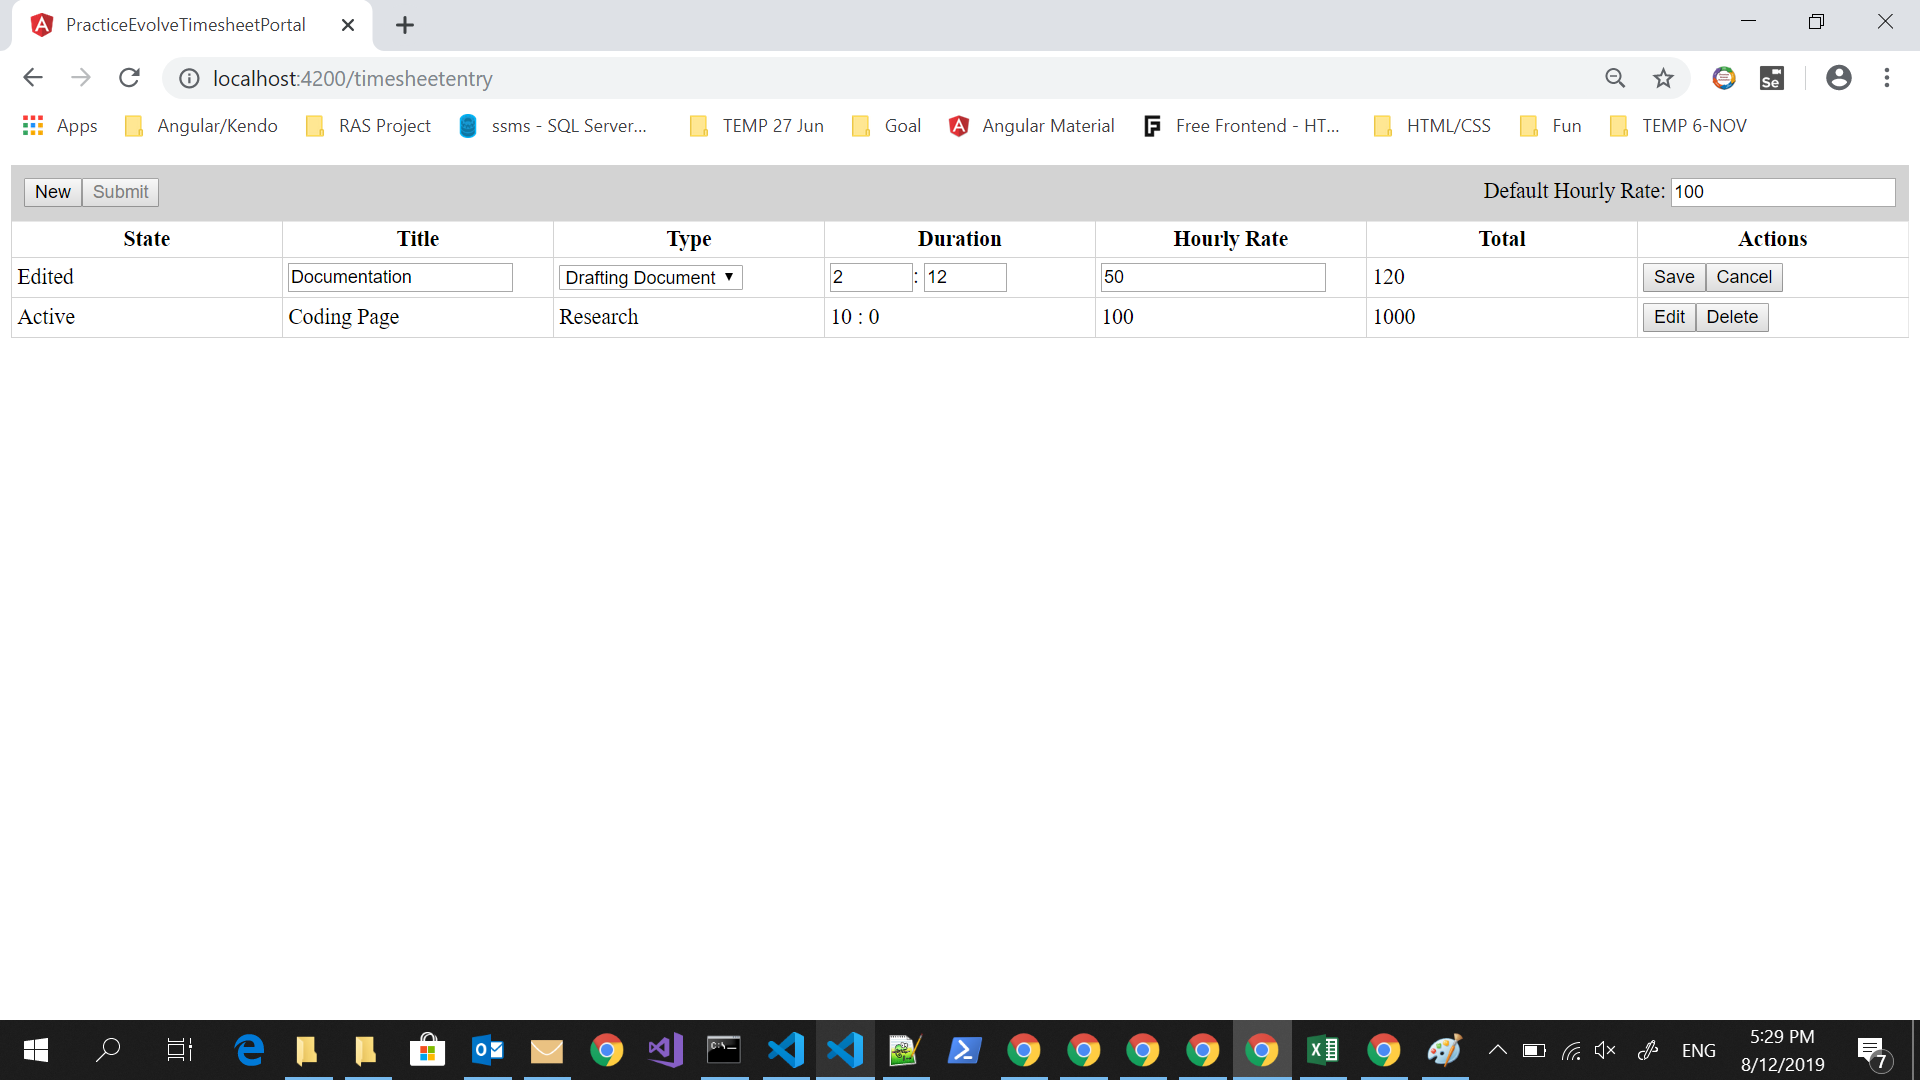 PracticeEvolveTimesheetPortal
localhost:4200/timesheetentry
Se
Apps Angular/Kendo RAS Project ssms - SQL Server... TEMP 27 Jun Goal Angular Material Free Frontend - HT... HTML/CSS Fun TEMP 6-NOV
New Submit Default Hourly Rate: 100
State Title Type Duration Hourly Rate Total Actions
Edited Documentation Drafting Document 2 : 12 50 120 Save Cancel
Active Coding Page Research 10 : 0 100 1000 Edit Delete
ENG 5:29 PM
8/12/2019 7